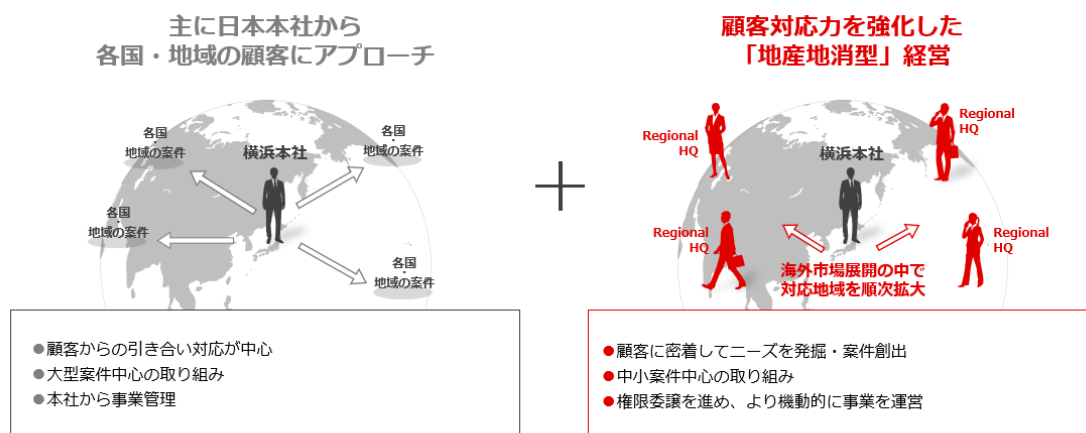 主に日本本社から
各国・地域の顧客にアプローチ
各国
・
地域の案件
各国
・
地域の案件
横浜本社
各国
・
地域の案件
各国
・
地域の案件
●顧客からの引き合い対応が中心
●大型案件中心の取り組み
●本社から事業管理
＋
顧客対応力を強化した
「地産地消型」経営
Regional
HQ
Regional
HQ
横浜本社
Regional
HQ
Regional
HQ
海外市場展開の中で
対応地域を順次拡大
●顧客に密着してニーズを発掘・案件創出
●中小案件中心の取り組み
●権限委譲を進め、より機動的に事業を運営